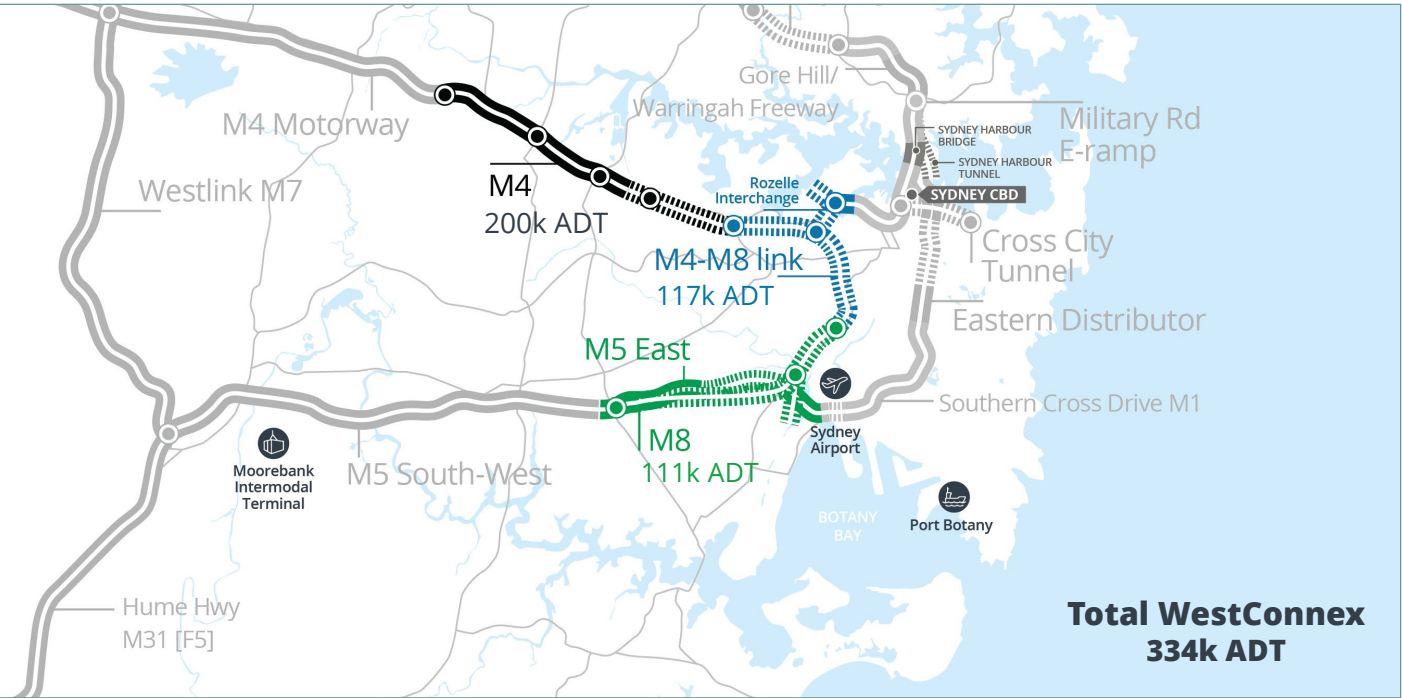 Gore Hill/
Warringah Freeway
M4 Motorway
Military Rd
E-ramp
SYDNEY HARBOUR
BRIDGE
SYDNEY HARBOUR
TUNNEL
SYDNEY CBD
Westlink M7
M4
200k ADT
Rozelle
Interchange
M4-M8 link
117k ADT
Cross City
Tunnel
Eastern Distributor
M5 East
Southern Cross Drive M1
M8
111k ADT
Sydney
Airport
Moorebank
Intermodal
Terminal
M5 South-West
BOTANY
BAY
Port Botany
Hume Hwy
M31 [F5]
Total WestConnex
334k ADT